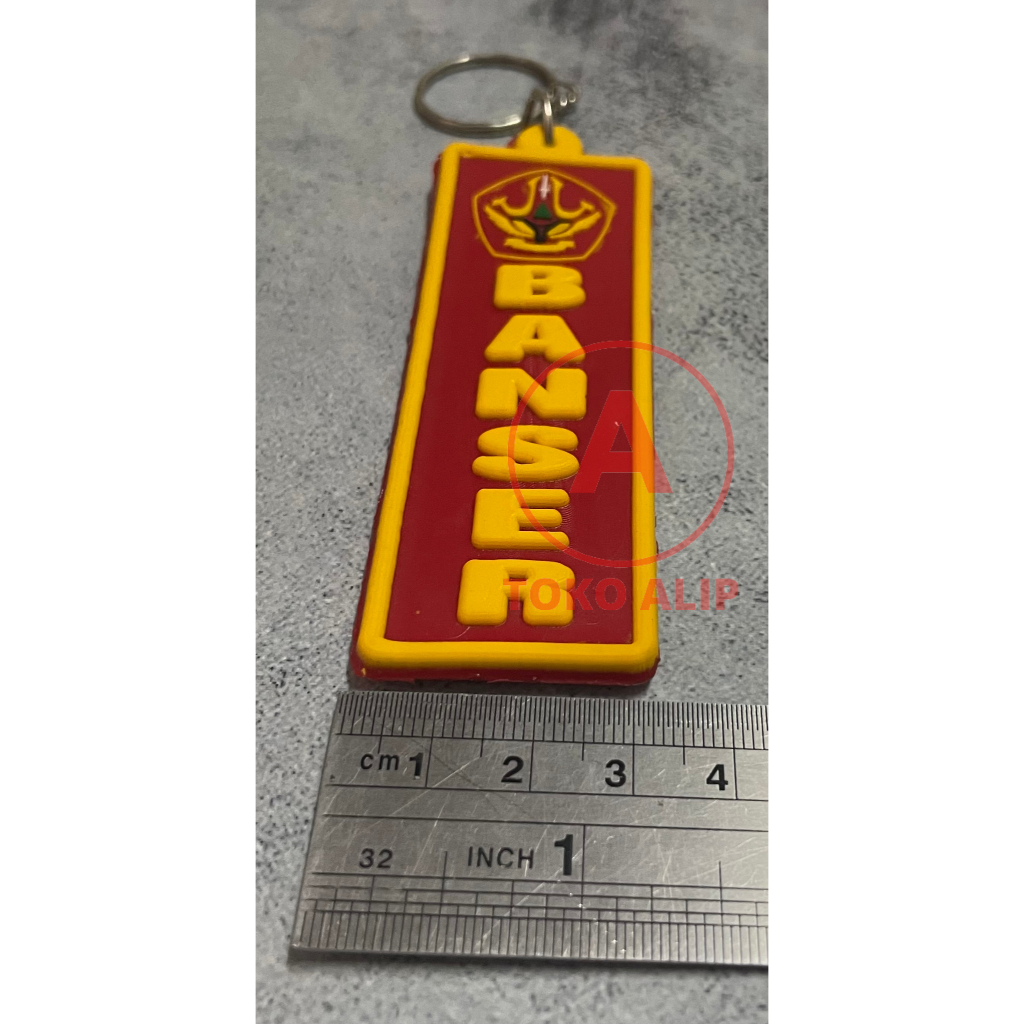 BANSER
A
TOKO ALIP
cm 1 2 3 4
32 INCH 1